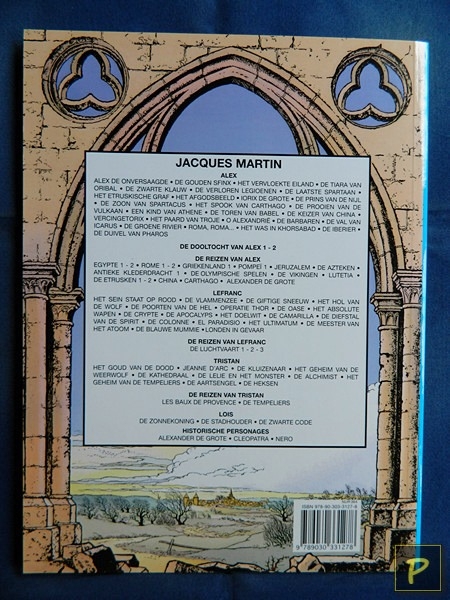 JACQUES MARTIN
ALEX
ALEX DE ONVERSAAGDE • DE GOUDEN SFINX • HET VERVLOEKTE EILAND • DE TIARA VAN
ORIBAL • DE ZWARTE KLAUW • DE VERLOREN LEGIOENEN • DE LAATSTE SPARTAAN •
HET ETRUSKISCHE GRAF • HET AFGODSBEELD • IORIX DE GROTE • DE PRINS VAN DE NIJL
• DE ZOON VAN SPARTACUS • HET SPOOK VAN CARTHAGO • DE PROOIEN VAN DE
VULKAAN • EEN KIND VAN ATHENE • DE TOREN VAN BABEL • DE KEIZER VAN CHINA •
VERCINGETORIX • HET PAARD VAN TROJE • O ALEXANDRIE • DE BARBAREN • DE VAL VAN
ICARUS • DE GROENE RIVIER • ROMA, ROMA... • HET WAS IN KHORSABAD • DE IBERIER •
DE DUIVEL VAN PHAROS
DE DOOLTOCHT VAN ALEX 1 - 2
DE REIZEN VAN ALEX
EGYPTE 1 - 2 • ROME 1 - 2 • GRIEKENLAND 1 • POMPEI 1 • JERUZALEM • DE AZTEKEN •
ANTIEKE KLEDERDRACHT 1 • DE OLYMPISCHE SPELEN • DE VIKINGEN • LUTETIA •
DE ETRUSKEN 1 - 2 • CHINA • CARTHAGO • ALEXANDER DE GROTE
LEFRANC
HET SEIN STAAT OP ROOD • DE VLAMMENZEE • DE GIFTIGE SNEEUW • HET HOL VAN
DE WOLF • DE POORTEN VAN DE HEL • OPERATIE THOR • DE OASE • HET ABSOLUTE
WAPEN • DE CRYPTE • DE APOCALYPS • HET DOELWIT • DE CAMARILLA • DE DIEFSTAL
VAN DE SPIRIT • DE COLONNE • EL PARADISIO • HET ULTIMATUM • DE MEESTER VAN
HET ATOOM • DE BLAUWE MUMMIE • LONDEN IN GEVAAR
DE REIZEN VAN LEFRANC
DE LUCHTVAART 1 - 2 - 3
TRISTAN
HET GOUD VAN DE DOOD • JEANNE D'ARC • DE KLUIZENAAR • HET GEHEIM VAN DE
WEERWOLF • DE KATHEDRAAL • DE LELIE EN HET MONSTER • DE ALCHIMIST • HET
GEHEIM VAN DE TEMPELIERS • DE AARTSENGEL • DE HEKSEN
DE REIZEN VAN TRISTAN
LES BAUX DE PROVENCE • DE TEMPELIERS
LOIS
DE ZONNEKONING • DE STADHOUDER • DE ZWARTE CODE
HISTORISCHE PERSONAGES
ALEXANDER DE GROTE • CLEOPATRA • NERO
ISBN 978-90-303-3127-8
9 789030 331278
P